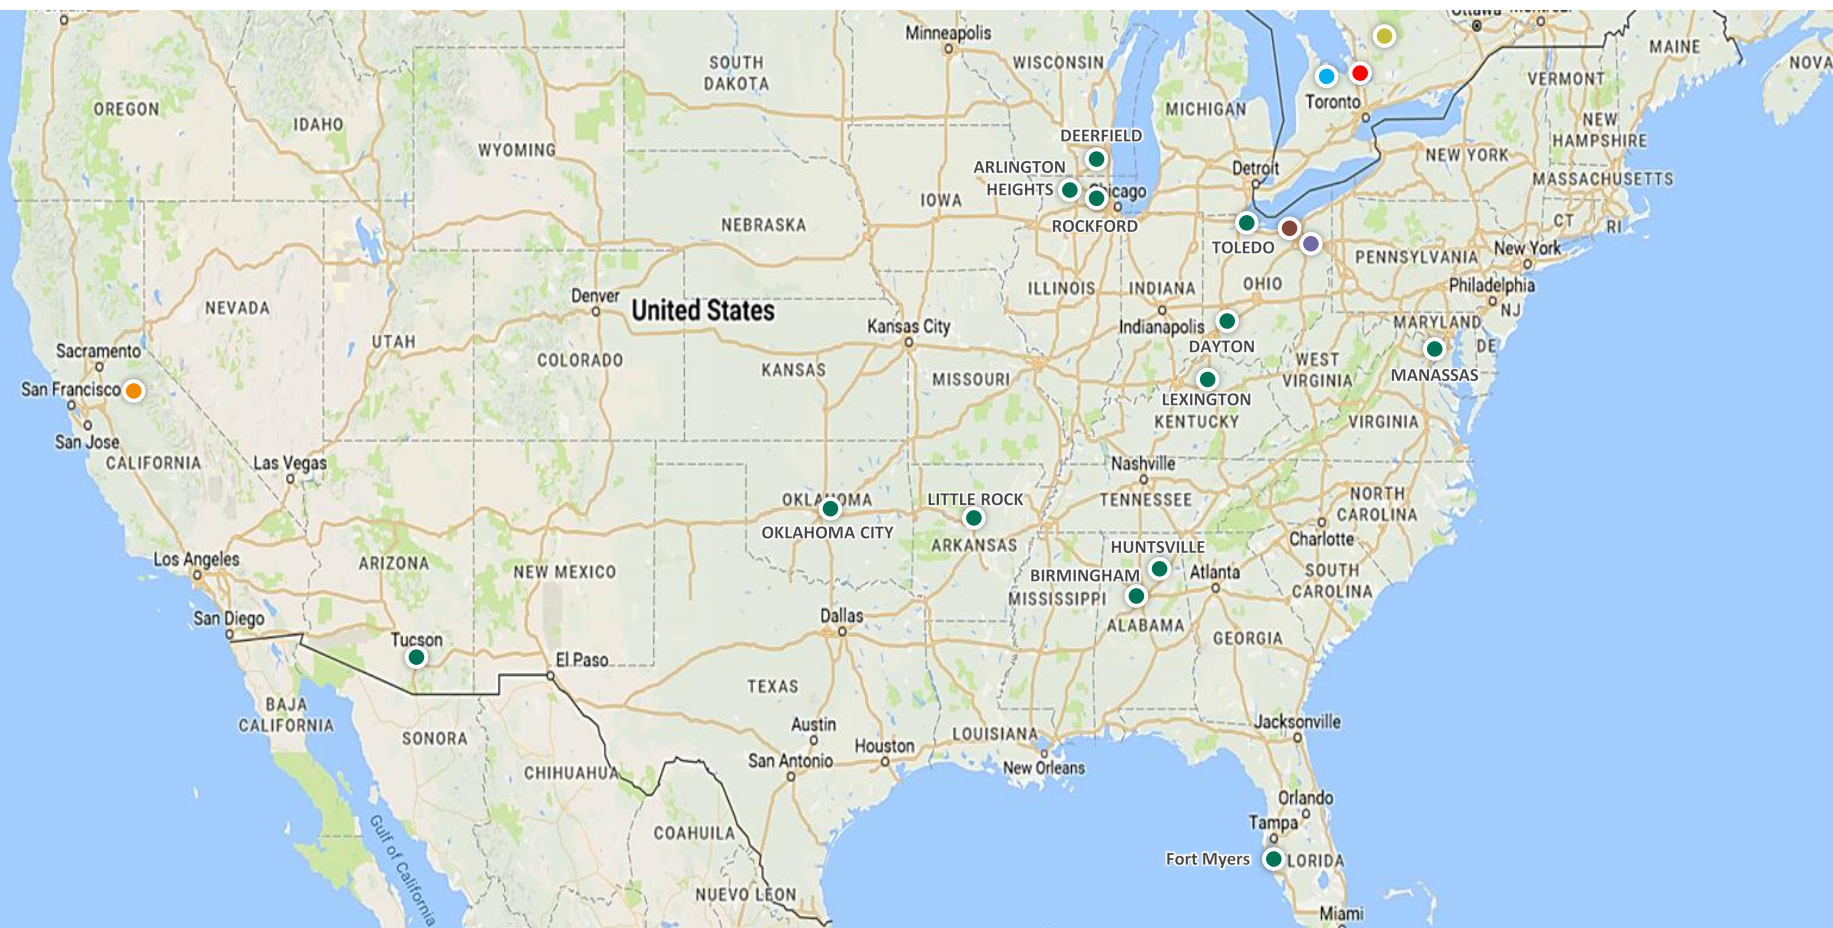 Ottawa
Minneapolis
MAINE
SOUTH
DAKOTA
WISCONSIN
NOVA
VERMONT
OREGON
IDAHO
MICHIGAN
Toronto
NEW
HAMPSHIRE
DEERFIELD
WYOMING
NEW YORK
ARLINGTON
HEIGHTS
Detroit
MASSACHUSETTS
Chicago
IOWA
NEBRASKA
ROCKFORD
CT
RI
TOLEDO
PENNSYLVANIA
New York
ILLINOIS
INDIANA
OHIO
Philadelphia
NJ
Denver
United States
NEVADA
Kansas City
Indianapolis
MARYLAND
UTAH
DAYTON
DE
Sacramento
COLORADO
KANSAS
MISSOURI
WEST
VIRGINIA
MANASSAS
San Francisco
LEXINGTON
KENTUCKY
VIRGINIA
San Jose
CALIFORNIA
Las Vegas
Nashville
OKLAHOMA
LITTLE ROCK
TENNESSEE
NORTH
CAROLINA
OKLAHOMA CITY
ARKANSAS
HUNTSVILLE
Charlotte
Los Angeles
ARIZONA
NEW MEXICO
BIRMINGHAM
Atlanta
SOUTH
CAROLINA
MISSISSIPPI
San Diego
Dallas
ALABAMA
GEORGIA
Tucson
El Paso
TEXAS
BAJA
CALIFORNIA
SONORA
Austin
Houston
LOUISIANA
Jacksonville
San Antonio
New Orleans
CHIHUAHUA
Orlando
Tampa
COAHUILA
Gulf of California
Fort Myers
LORIDA
NUEVO LEON
Miami